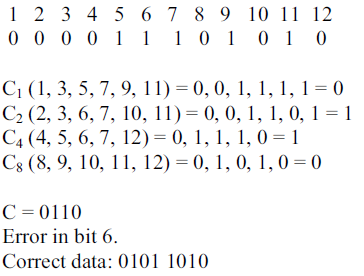 1 2 3 4 5 6 7 8 9 10 11 12
0 0 0 0 1 1 1 0 1 0 1 0
C₁ (1, 3, 5, 7, 9, 11) = 0, 0, 1, 1, 1, 1 = 0
C₂ (2, 3, 6, 7, 10, 11) = 0, 0, 1, 1, 0, 1 = 1
C₄ (4, 5, 6, 7, 12) = 0, 1, 1, 1, 0 = 1
C₈ (8, 9, 10, 11, 12) = 0, 1, 0, 1, 0 = 0
C = 0110
Error in bit 6.
Correct data: 0101 1010